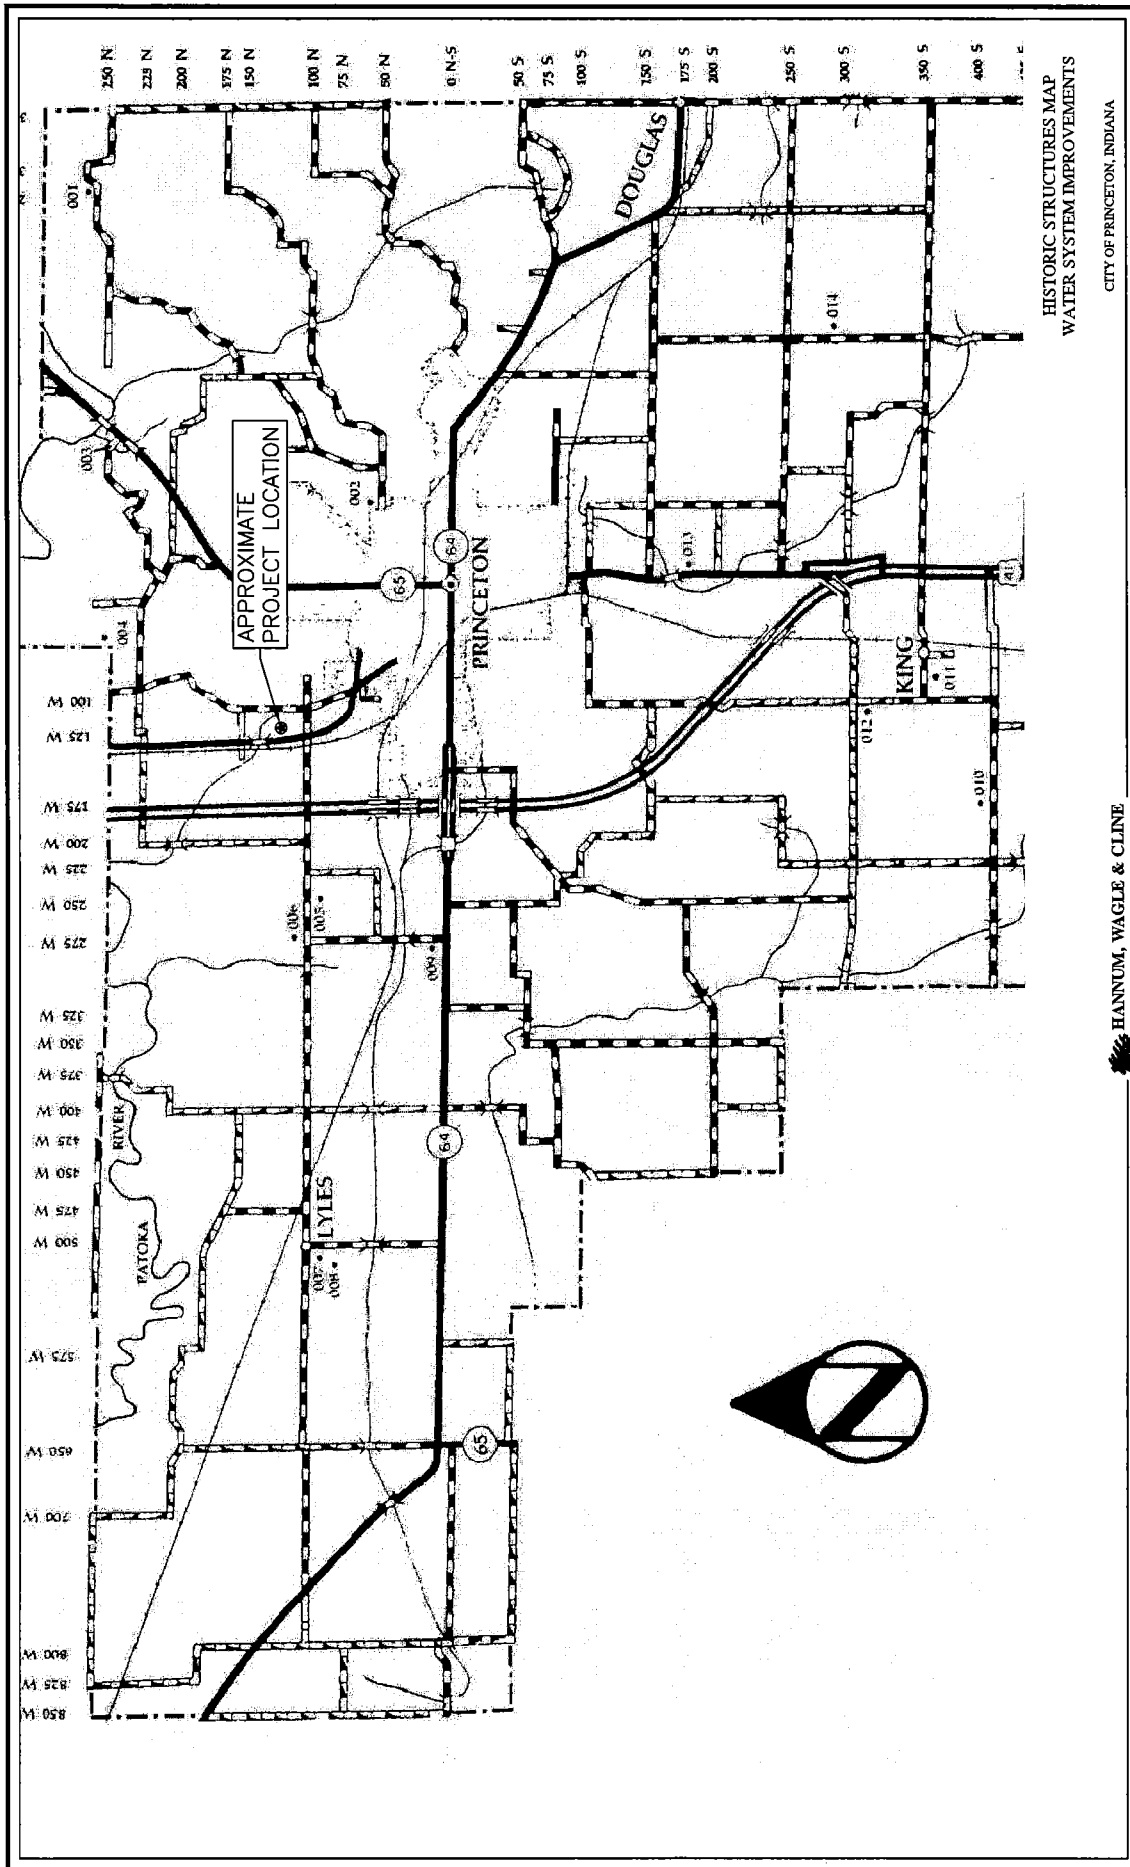 250 N
225 N
200 N
175 N
150 N
100 N
75 N
50 N
0 N-S
50 S
75 S
100 S
150 S
175 S
200 S
250 S
300 S
350 S
400 S
100 W
125 W
175 W
200 W
225 W
250 W
275 W
325 W
350 W
375 W
400 W
425 W
450 W
475 W
500 W
575 W
650 W
700 W
800 W
825 W
850 W
001
002
003
004
005
006
007
008
009
010
011
012
013
014
APPROXIMATE
PROJECT LOCATION
DOUGLAS
PRINCETON
KING
LYLES
PATOKA
RIVER
65
64
41
64
65
N
HISTORIC STRUCTURES MAP
WATER SYSTEM IMPROVEMENTS
CITY OF PRINCETON, INDIANA
HANNUM, WAGLE & CLINE